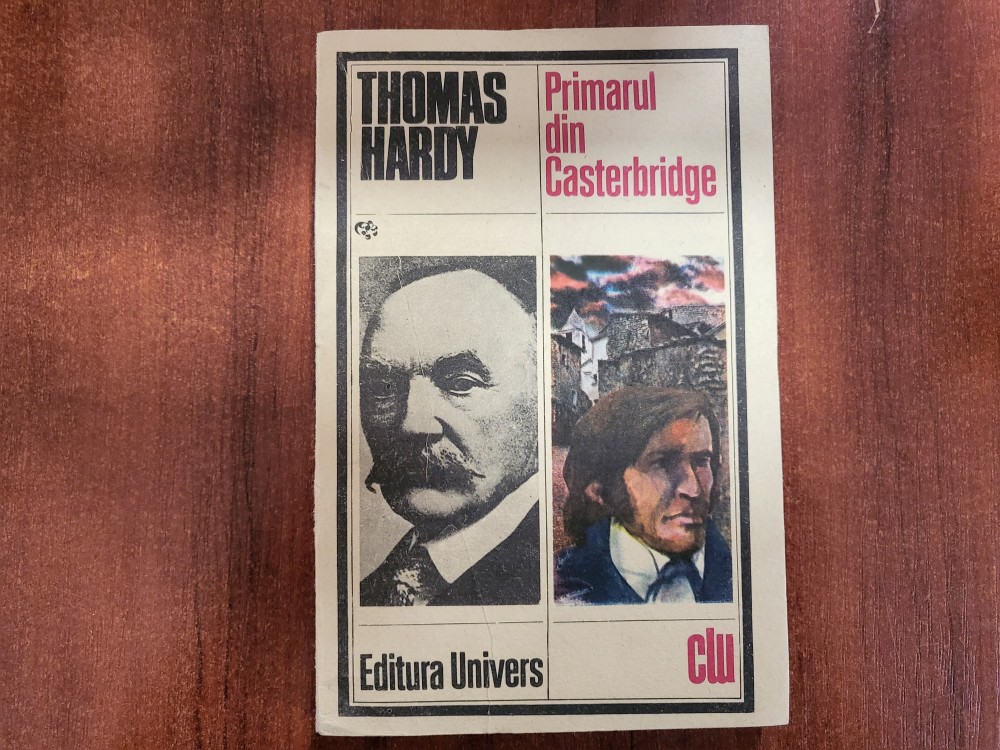 THOMAS
HARDY
Primarul
din
Casterbridge
Editura Univers
clu